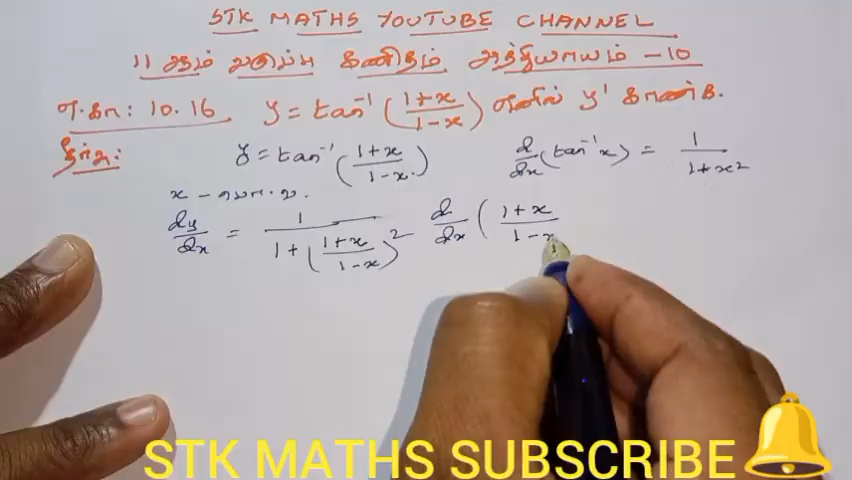 STK MATHS YOUTUBE CHANNEL
11 ஆம் வகுப்பு கணிதம் அத்தியாயம் - 10
எ.கா: 10.16 y = tan⁻¹ (1+x / 1-x) எனில் y' காண்க.
தீர்வு:
y = tan⁻¹ (1+x / 1-x) d/dx (tan⁻¹ x) = 1 / 1+x²
x -
dy/dx = 1 / 1+(1+x / 1-x)² d/dx (1+x / 1-x
STK MATHS SUBSCRIBE